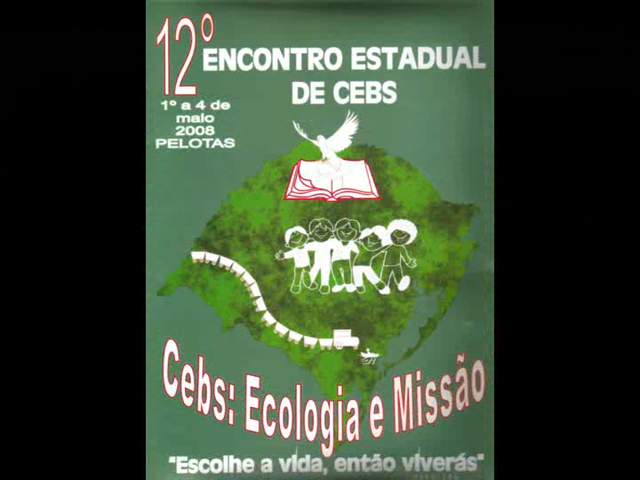 12º ENCONTRO ESTADUAL
DE CEBS
1º a 4 de
maio
2008
PELOTAS
Cebs: Ecologia e Missão
"Escolhe a vida, então viverás"